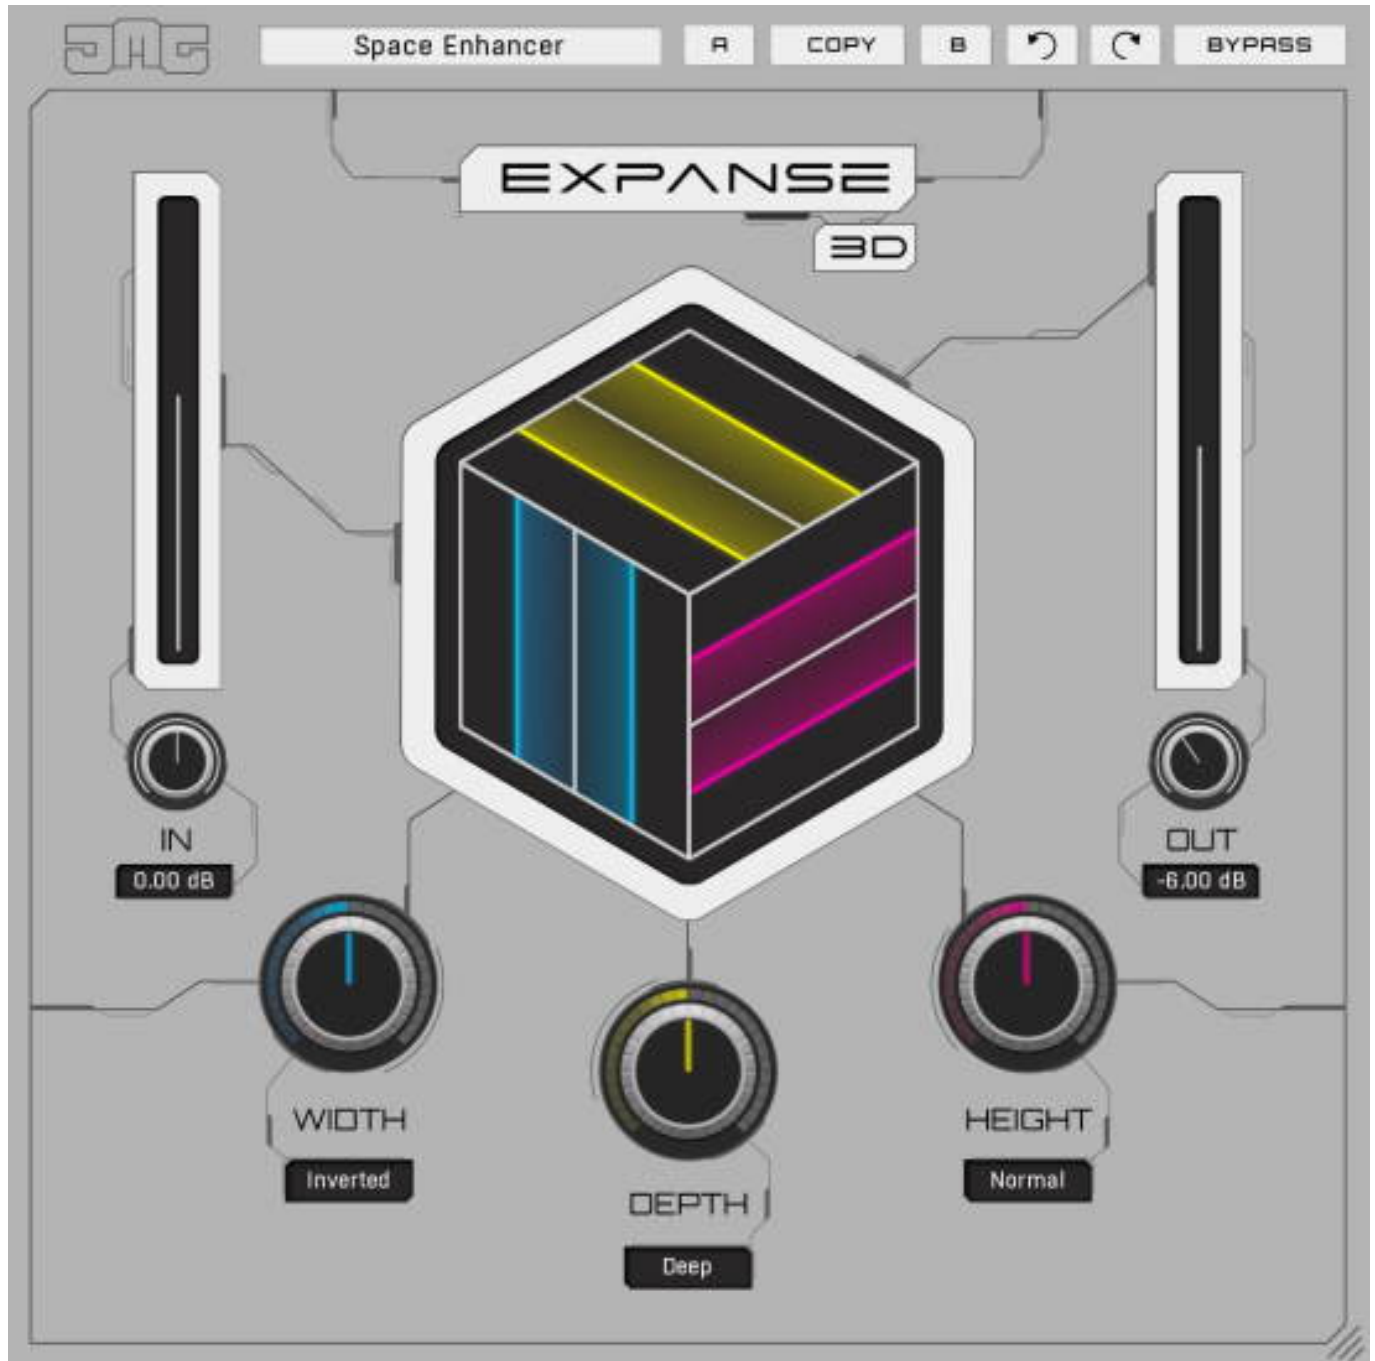 JHG
Space Enhancer
A
COPY
B
BYPASS
EXPANSE
3D
IN
0.00 dB
OUT
-6.00 dB
WIDTH
Inverted
DEPTH
Deep
HEIGHT
Normal